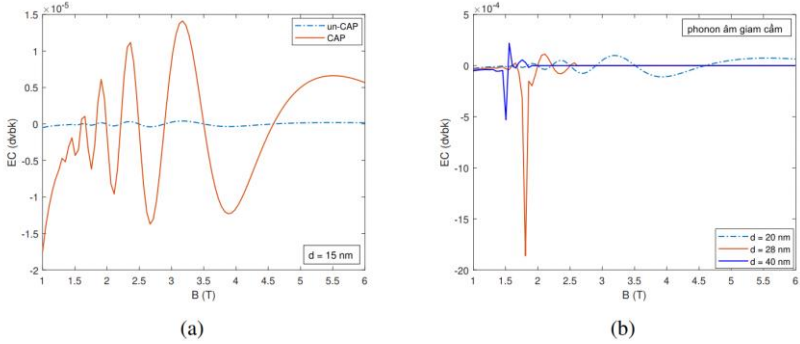 ×10⁻⁵
1.5
1
0.5
0
-0.5
-1
-1.5
-2
EC (dvbk)
1 1.5 2 2.5 3 3.5 4 4.5 5 5.5 6
B (T)
un-CAP
CAP
d = 15 nm
(a)
×10⁻⁴
5
0
-5
-10
-15
-20
EC (dvbk)
1 1.5 2 2.5 3 3.5 4 4.5 5 5.5 6
B (T)
phonon âm giam cầm
d = 20 nm
d = 28 nm
d = 40 nm
(b)